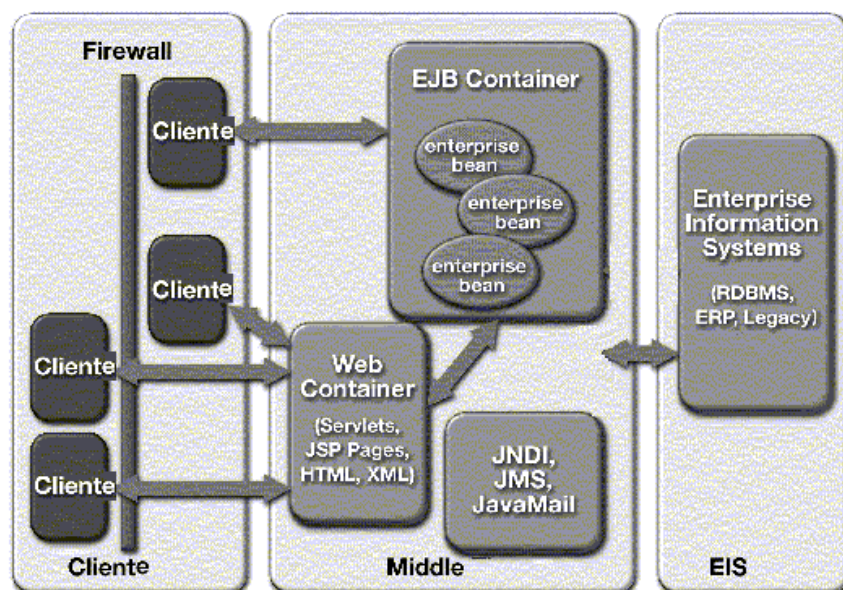 Firewall
Cliente
Cliente
Cliente
Cliente
Cliente
EJB Container
enterprise
bean
enterprise
bean
enterprise
bean
Web
Container
(Servlets,
JSP Pages,
HTML, XML)
JNDI,
JMS,
JavaMail
Middle
Enterprise
Information
Systems
(RDBMS,
ERP, Legacy)
EIS